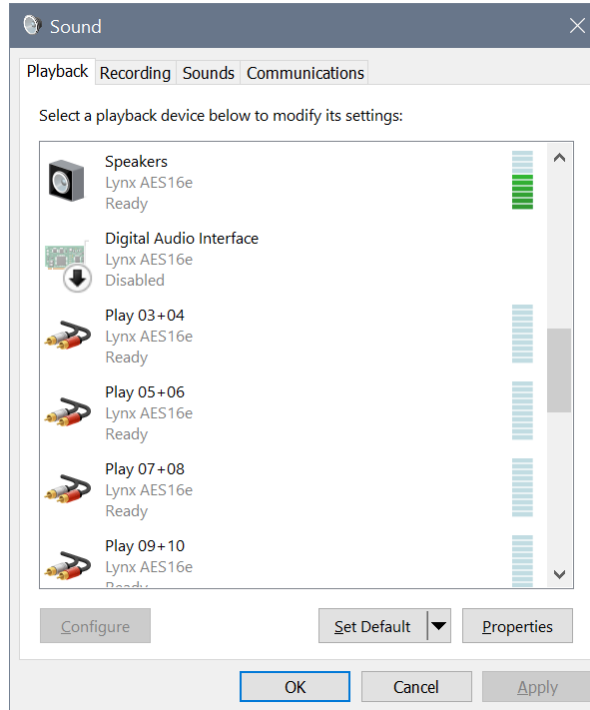 Sound
Playback Recording Sounds Communications
Select a playback device below to modify its settings:
Speakers
Lynx AES16e
Ready
Digital Audio Interface
Lynx AES16e
Disabled
Play 03+04
Lynx AES16e
Ready
Play 05+06
Lynx AES16e
Ready
Play 07+08
Lynx AES16e
Ready
Play 09+10
Lynx AES16e
Ready
Configure Set Default Properties
OK Cancel Apply